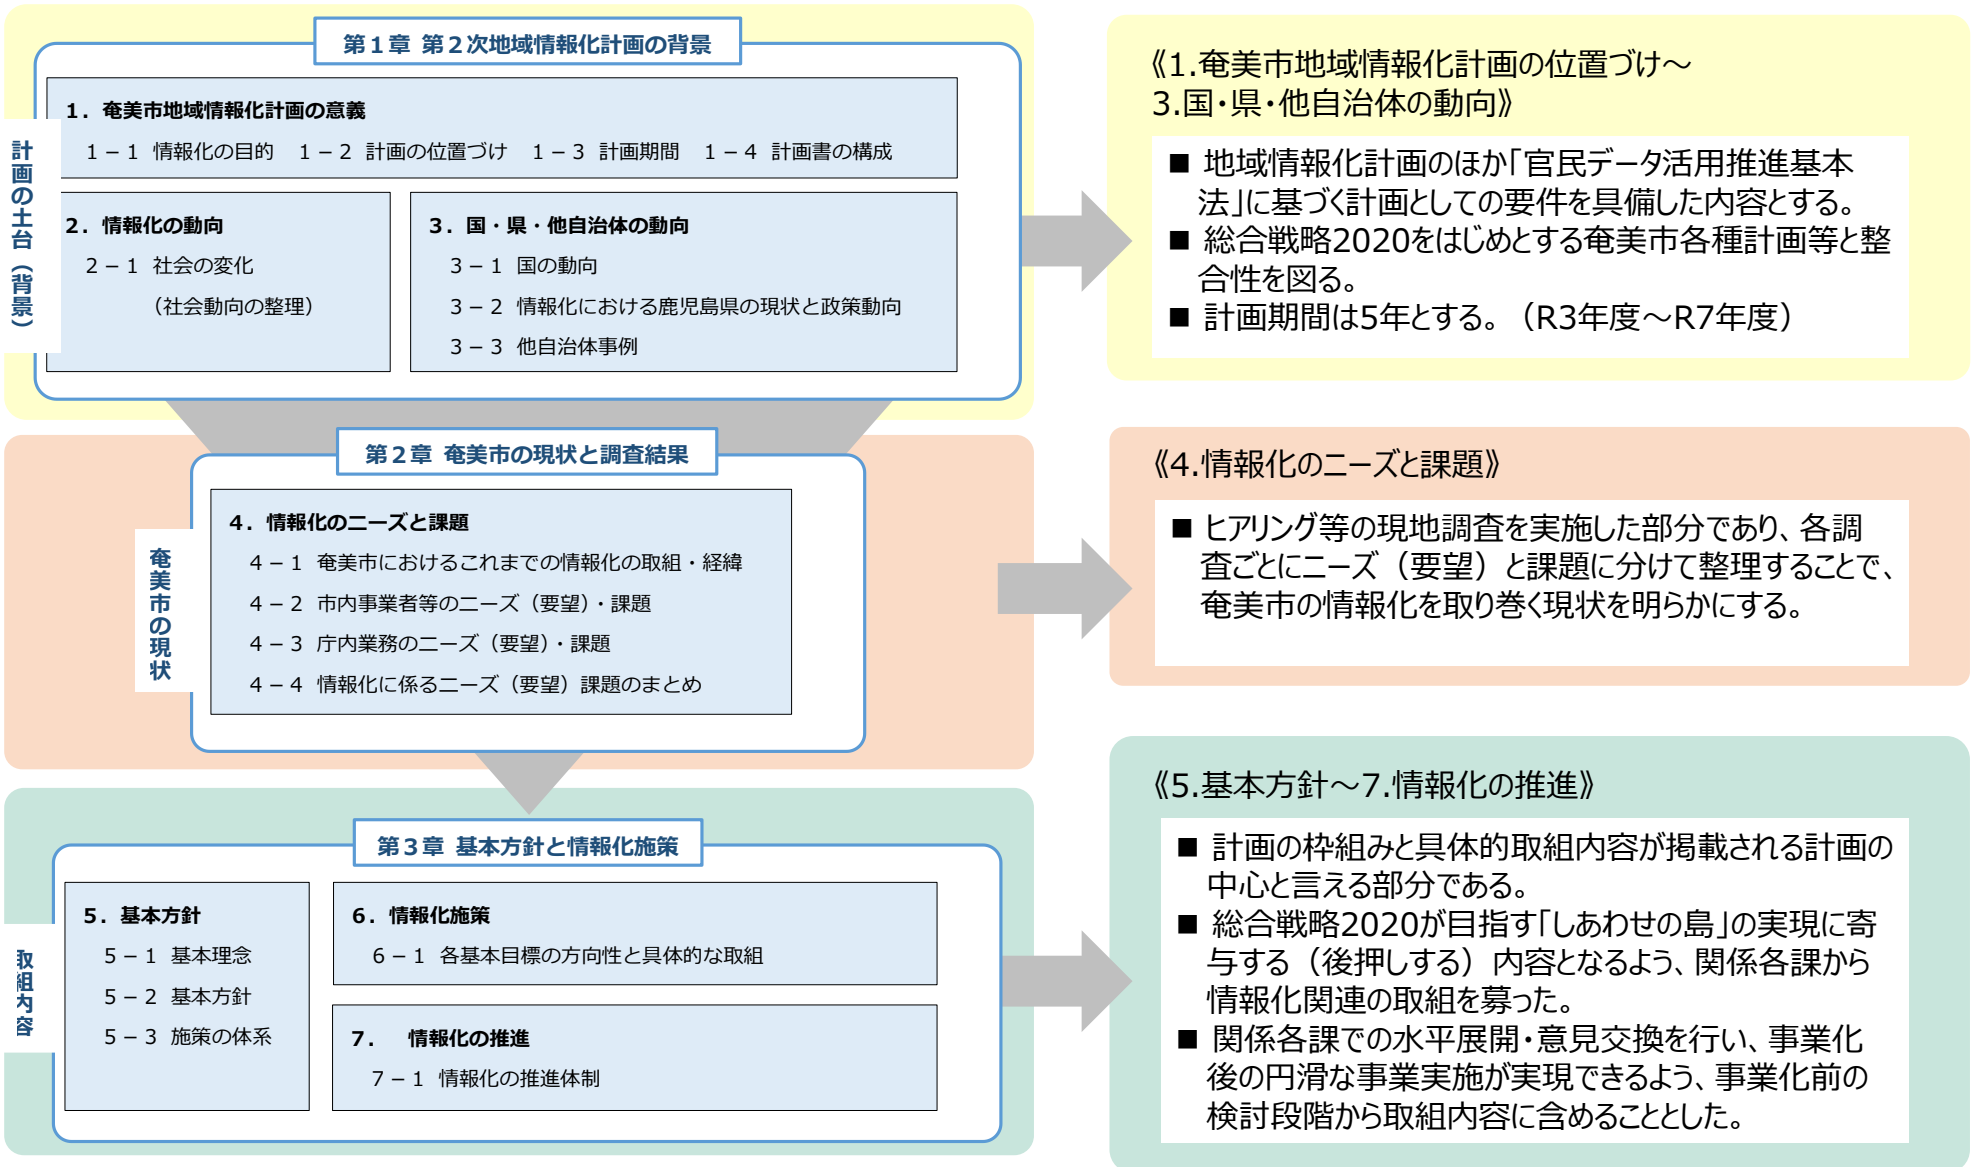 第１章 第２次地域情報化計画の背景
計画の土台（背景）
１．奄美市地域情報化計画の意義
１－１ 情報化の目的 １－２ 計画の位置づけ １－３ 計画期間 １－４ 計画書の構成
２．情報化の動向
２－１ 社会の変化
（社会動向の整理）
３．国・県・他自治体の動向
３－１ 国の動向
３－２ 情報化における鹿児島県の現状と政策動向
３－３ 他自治体事例
《1.奄美市地域情報化計画の位置づけ～
3.国・県・他自治体の動向》
■ 地域情報化計画のほか「官民データ活用推進基本
法」に基づく計画としての要件を具備した内容とする。
■ 総合戦略2020をはじめとする奄美市各種計画等と整
合性を図る。
■ 計画期間は5年とする。（R3年度～R7年度）
第２章 奄美市の現状と調査結果
奄美市の現状
４．情報化のニーズと課題
４－１ 奄美市におけるこれまでの情報化の取組・経緯
４－２ 市内事業者等のニーズ（要望）・課題
４－３ 庁内業務のニーズ（要望）・課題
４－４ 情報化に係るニーズ（要望）課題のまとめ
《4.情報化のニーズと課題》
■ ヒアリング等の現地調査を実施した部分であり、各調
査ごとにニーズ（要望）と課題に分けて整理することで、
奄美市の情報化を取り巻く現状を明らかにする。
第３章 基本方針と情報化施策
取組内容
５．基本方針
５－１ 基本理念
５－２ 基本方針
５－３ 施策の体系
６．情報化施策
６－１ 各基本目標の方向性と具体的な取組
７． 情報化の推進
７－１ 情報化の推進体制
《5.基本方針～7.情報化の推進》
■ 計画の枠組みと具体的取組内容が掲載される計画の
中心と言える部分である。
■ 総合戦略2020が目指す「しあわせの島」の実現に寄
与する（後押しする）内容となるよう、関係各課から
情報化関連の取組を募った。
■ 関係各課での水平展開・意見交換を行い、事業化
後の円滑な事業実施が実現できるよう、事業化前の
検討段階から取組内容に含めることとした。